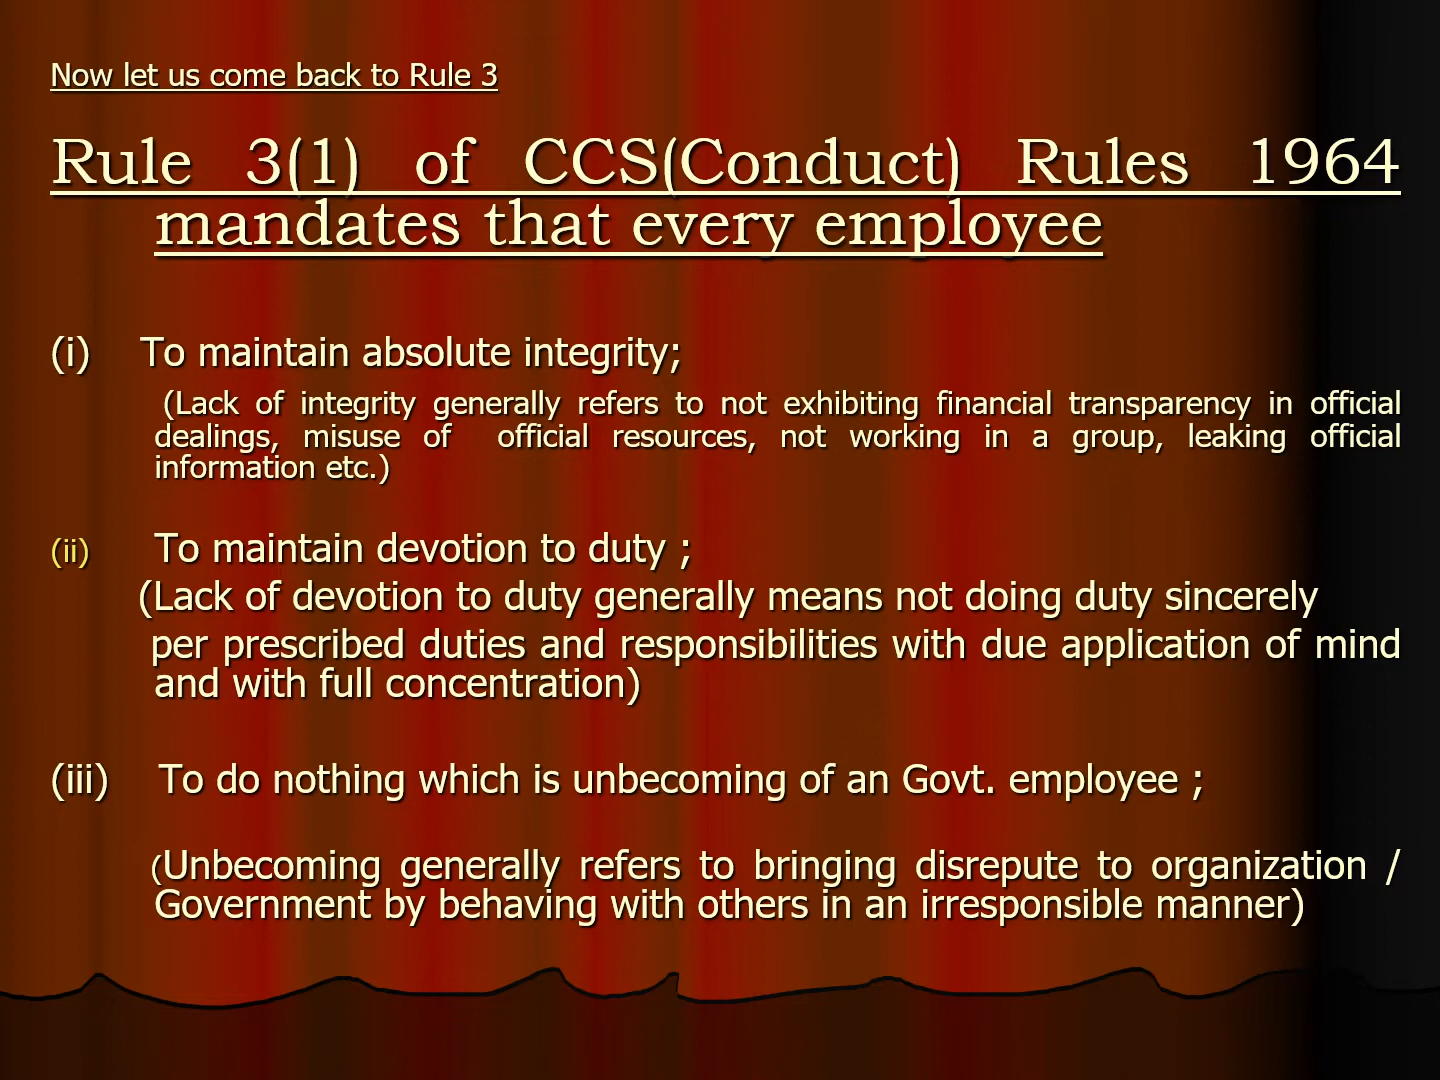 Now let us come back to Rule 3
Rule 3(1) of CCS(Conduct) Rules 1964
mandates that every employee
(i) To maintain absolute integrity;
(Lack of integrity generally refers to not exhibiting financial transparency in official
dealings, misuse of official resources, not working in a group, leaking official
information etc.)
(ii) To maintain devotion to duty ;
(Lack of devotion to duty generally means not doing duty sincerely
per prescribed duties and responsibilities with due application of mind
and with full concentration)
(iii) To do nothing which is unbecoming of an Govt. employee ;
(Unbecoming generally refers to bringing disrepute to organization /
Government by behaving with others in an irresponsible manner)